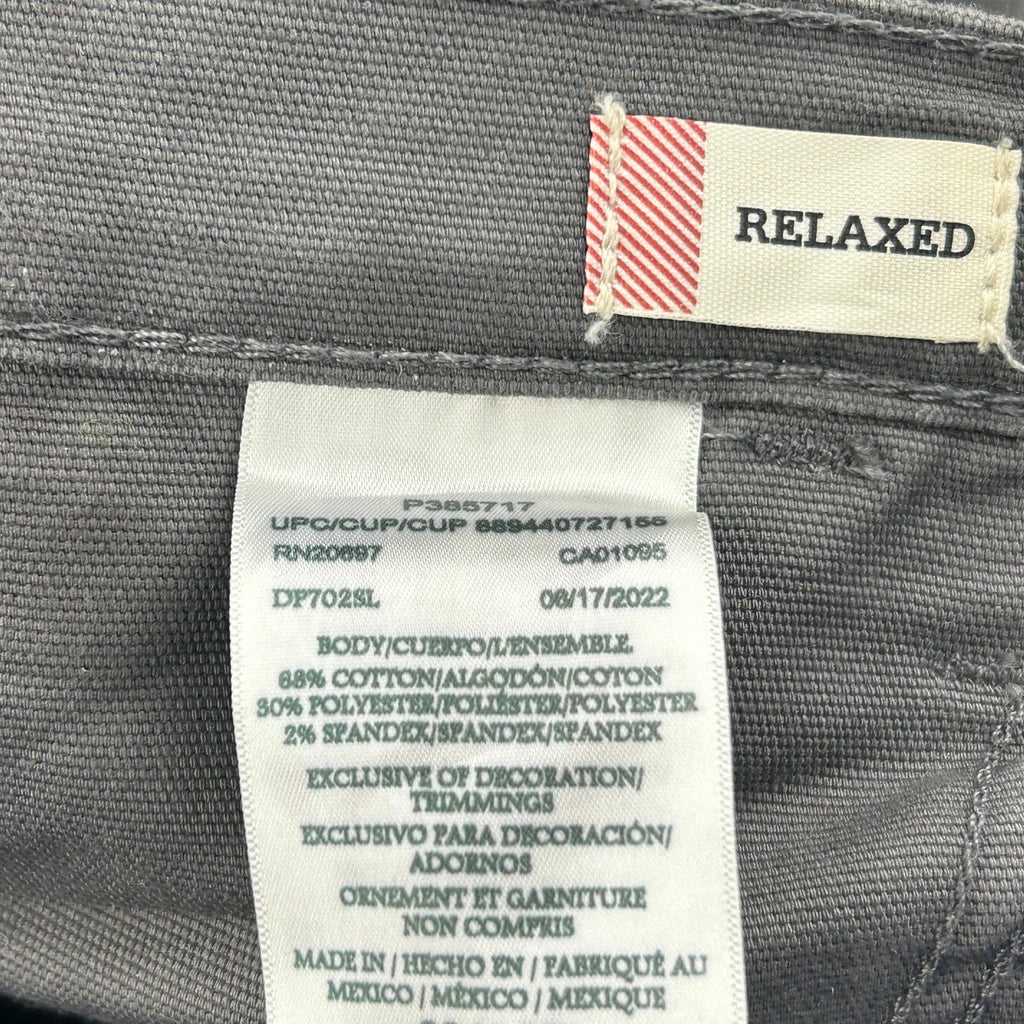 RELAXED
P385717
UPC/CUP/CUP 889440727155
RN20697 CA01095
DP702SL 06/17/2022
BODY/CUERPO/L'ENSEMBLE
68% COTTON/ALGODÓN/COTON
30% POLYESTER/POLIÉSTER/POLYESTER
2% SPANDEX/SPANDEX/SPANDEX
EXCLUSIVE OF DECORATION/
TRIMMINGS
EXCLUSIVO PARA DECORACIÓN/
ADORNOS
ORNEMENT ET GARNITURE
NON COMPRIS
MADE IN / HECHO EN / FABRIQUÉ AU
MEXICO / MÉXICO / MEXIQUE